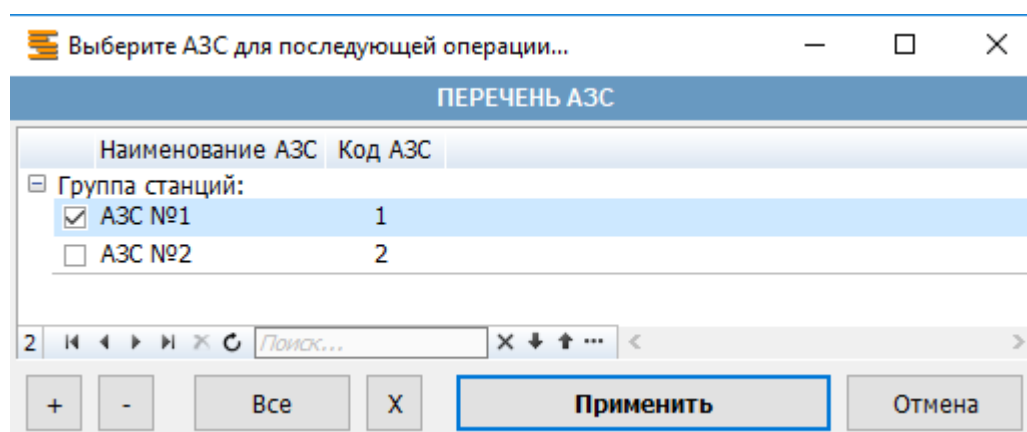 Выберите АЗС для последующей операции...
ПЕРЕЧЕНЬ АЗС
Наименование АЗС Код АЗС
Группа станций:
АЗС №1 1
АЗС №2 2
2 Поиск...
+ - Все X Применить Отмена